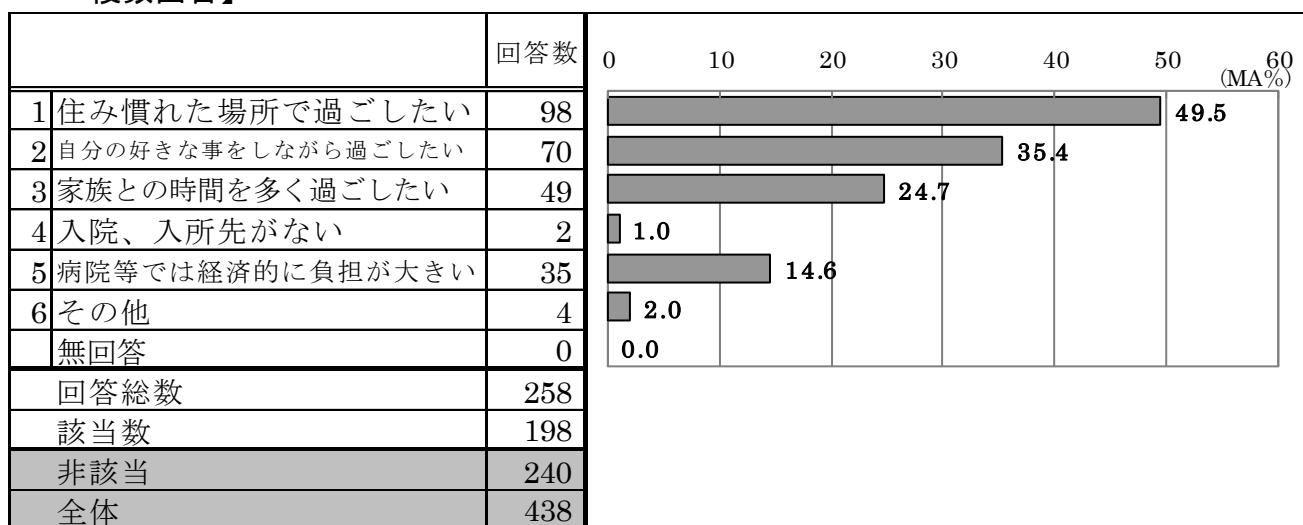 回答数
0 10 20 30 40 50 60
(MA%)
1 住み慣れた場所で過ごしたい 98 49.5
2 自分の好きな事をしながら過ごしたい 70 35.4
3 家族との時間を多く過ごしたい 49 24.7
4 入院、入所先がない 2 1.0
5 病院等では経済的に負担が大きい 35 14.6
6 その他 4 2.0
無回答 0 0.0
回答総数 258
該当数 198
非該当 240
全体 438